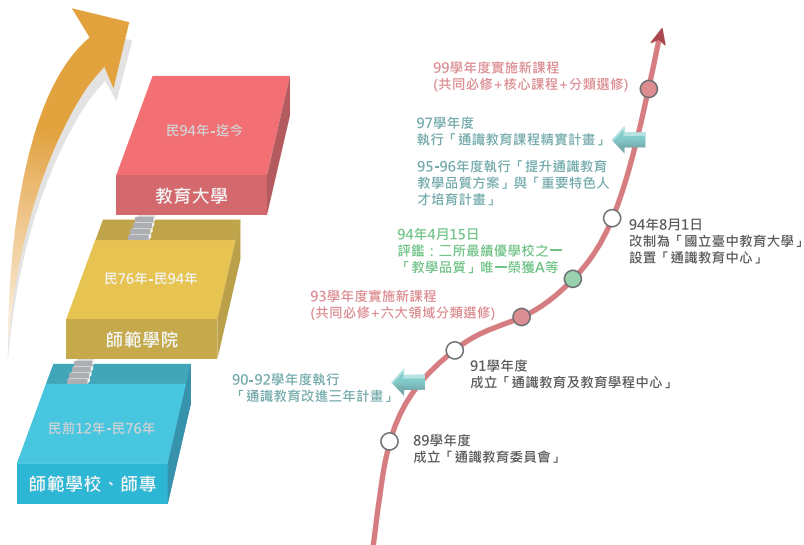 民94年-迄今
教育大學
民76年-民94年
師範學院
民前12年-民76年
師範學校、師專
99學年度實施新課程
(共同必修+核心課程+分類選修)
97學年度
執行「通識教育課程精實計畫」
95-96年度執行「提升通識教育
教學品質方案」與「重要特色人
才培育計畫」
94年8月1日
改制為「國立臺中教育大學」
設置「通識教育中心」
94年4月15日
評鑑：二所最績優學校之一
「教學品質」唯一榮獲A等
93學年度實施新課程
(共同必修+六大領域分類選修)
91學年度
成立「通識教育及教育學程中心」
90-92學年度執行
「通識教育改進三年計畫」
89學年度
成立「通識教育委員會」